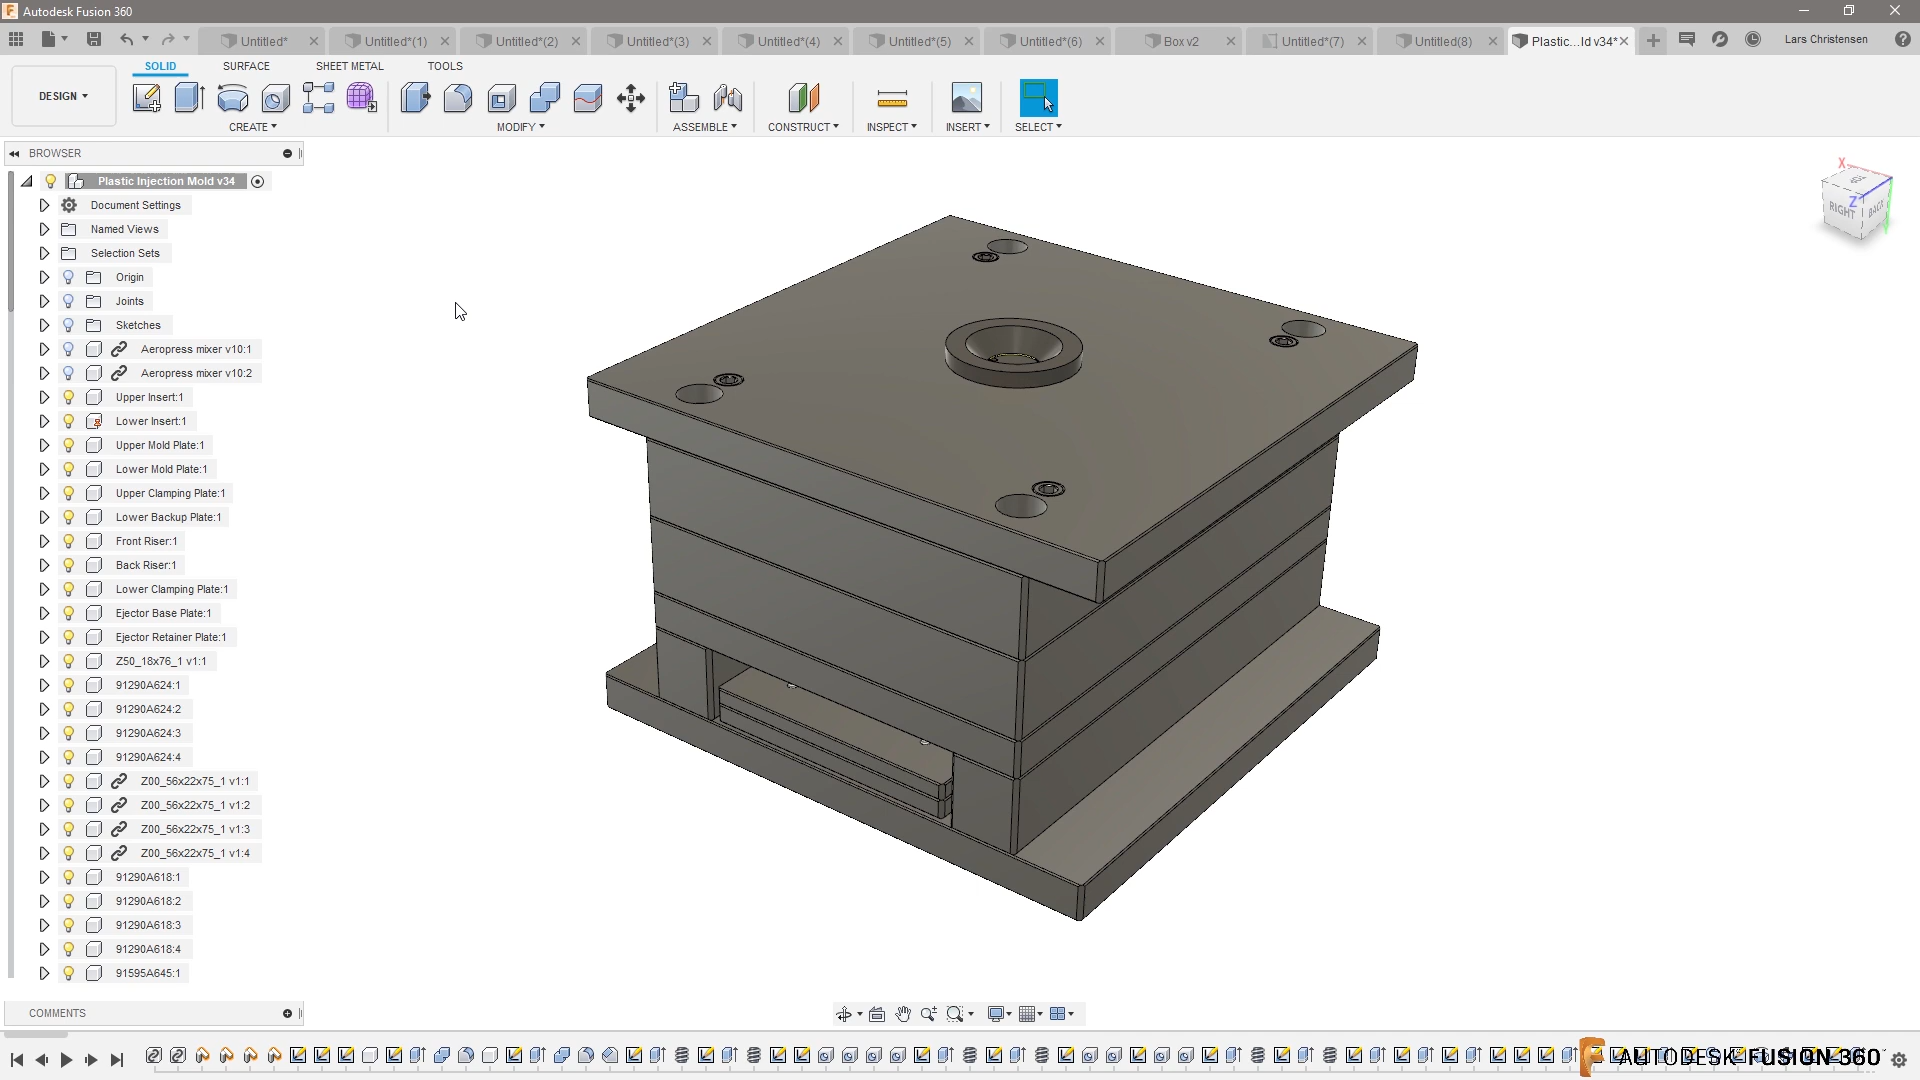 Autodesk Fusion 360
Untitled*
Untitled*(1)
Untitled*(2)
Untitled*(3)
Untitled*(4)
Untitled*(5)
Untitled*(6)
Box v2
Untitled*(7)
Untitled(8)
Plastic...ld v34*
Lars Christensen
SOLID
SURFACE
SHEET METAL
TOOLS
DESIGN
CREATE
MODIFY
ASSEMBLE
CONSTRUCT
INSPECT
INSERT
SELECT
BROWSER
Plastic Injection Mold v34
Document Settings
Named Views
Selection Sets
Origin
Joints
Sketches
Aeropress mixer v10:1
Aeropress mixer v10:2
Upper Insert:1
Lower Insert:1
Upper Mold Plate:1
Lower Mold Plate:1
Upper Clamping Plate:1
Lower Backup Plate:1
Front Riser:1
Back Riser:1
Lower Clamping Plate:1
Ejector Base Plate:1
Ejector Retainer Plate:1
Z50_18x76_1 v1:1
91290A624:1
91290A624:2
91290A624:3
91290A624:4
Z00_56x22x75_1 v1:1
Z00_56x22x75_1 v1:2
Z00_56x22x75_1 v1:3
Z00_56x22x75_1 v1:4
91290A618:1
91290A618:2
91290A618:3
91290A618:4
91595A645:1
X
TOP
Z
RIGHT
BACK
COMMENTS
AUTODESK FUSION 360